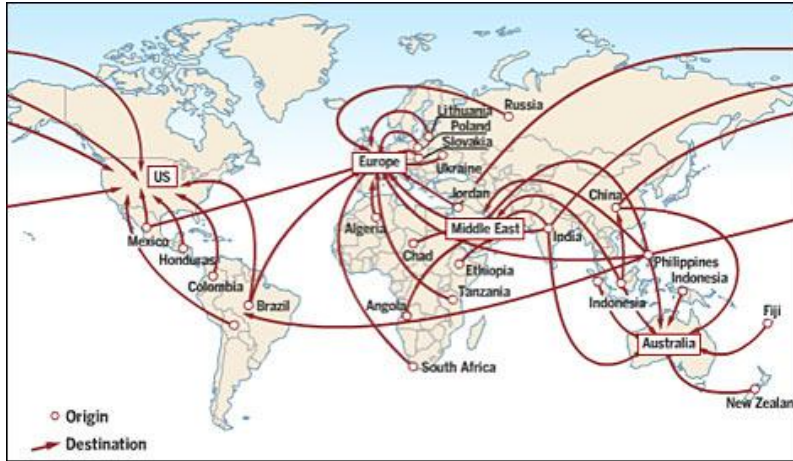 Lithuania
Russia
Poland
Slovakia
Europe
Ukraine
US
Jordan
China
Mexico
Algeria
Middle East
India
Honduras
Chad
Philippines
Colombia
Ethiopia
Indonesia
Brazil
Angola
Tanzania
Indonesia
Fiji
Australia
South Africa
New Zealan
Origin
Destination